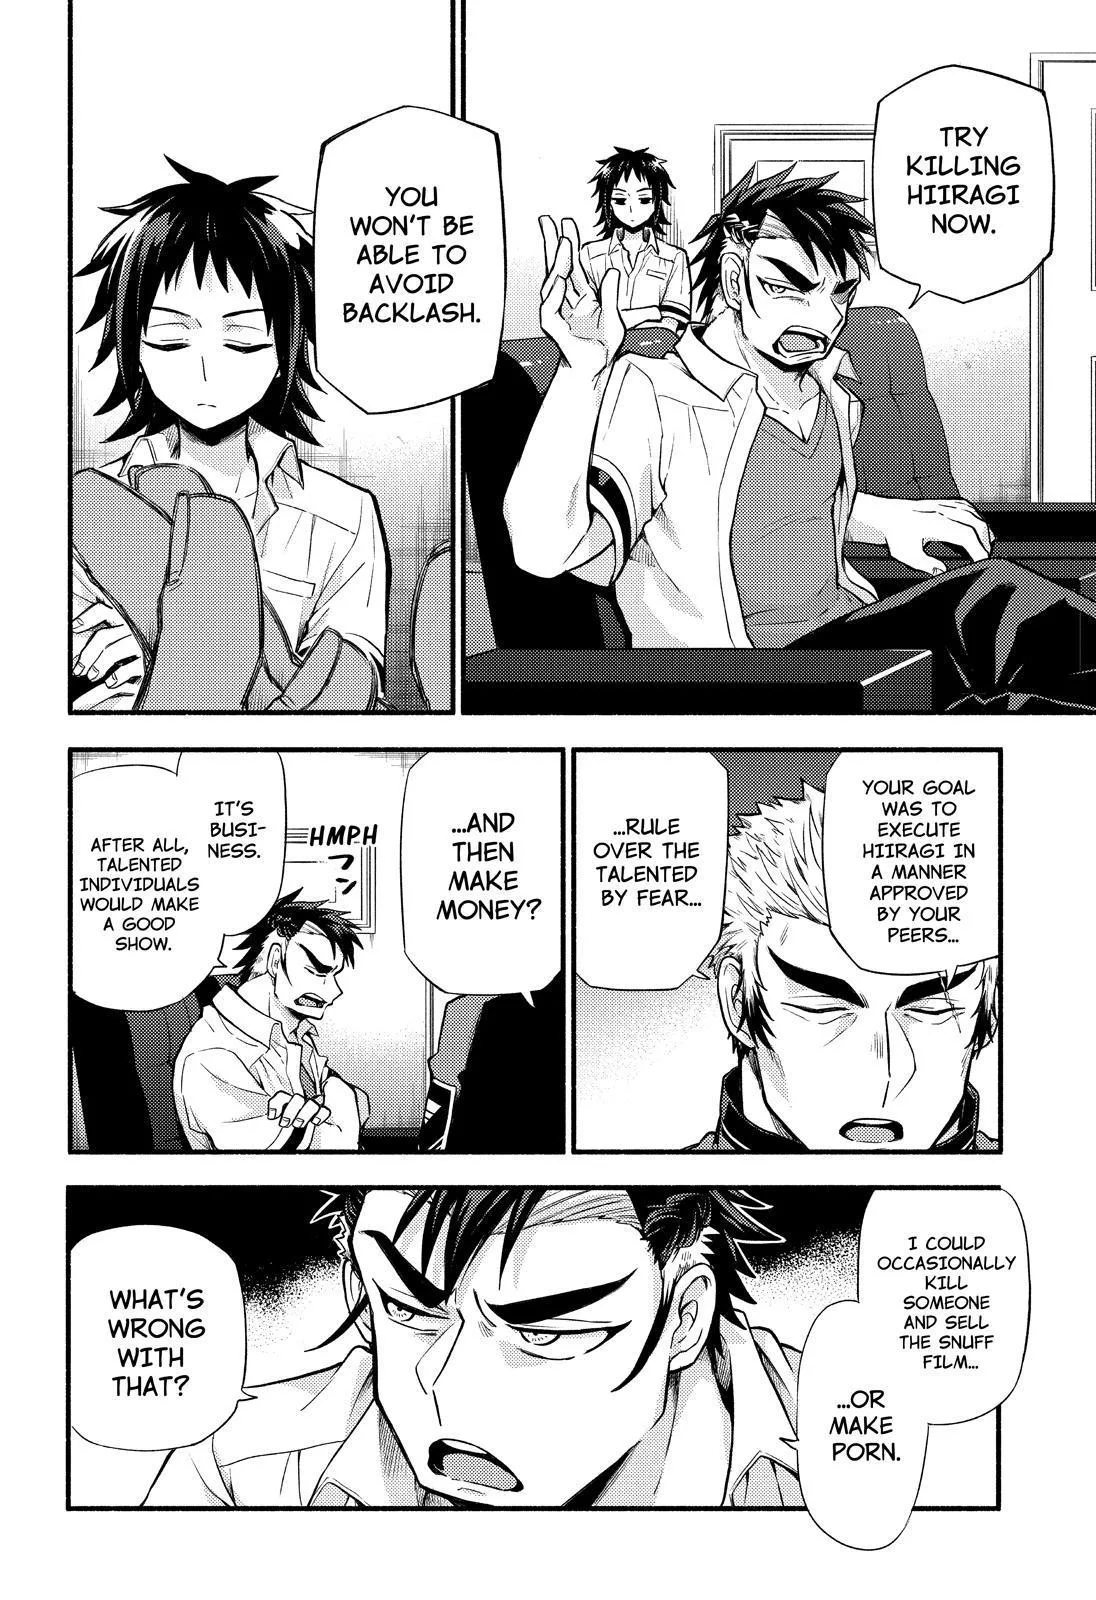 TRY
KILLING
HIIRAGI
NOW.
YOU
WON'T BE
ABLE TO
AVOID
BACKLASH.
YOUR GOAL
WAS TO
EXECUTE
HIIRAGI IN
A MANNER
APPROVED
BY YOUR
PEERS...
...RULE
OVER THE
TALENTED
BY FEAR...
...AND
THEN
MAKE
MONEY?
HMPH
フン
IT'S
BUSI-
NESS.
AFTER ALL,
TALENTED
INDIVIDUALS
WOULD MAKE
A GOOD
SHOW.
I COULD
OCCASIONALLY
KILL
SOMEONE
AND SELL
THE SNUFF
FILM...
...OR
MAKE
PORN.
WHAT'S
WRONG
WITH
THAT?